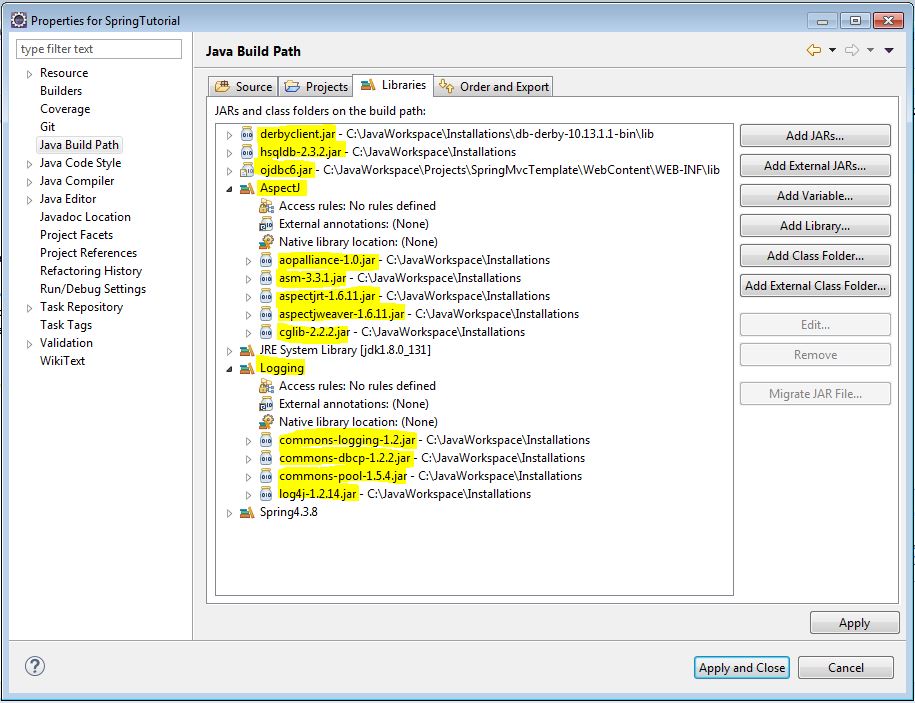 Properties for SpringTutorial
type filter text
Resource
Builders
Coverage
Git
Java Build Path
Java Code Style
Java Compiler
Java Editor
Javadoc Location
Project Facets
Project References
Refactoring History
Run/Debug Settings
Task Repository
Task Tags
Validation
WikiText
Java Build Path
Source Projects Libraries Order and Export
JARs and class folders on the build path:
derbyclient.jar - C:\JavaWorkspace\Installations\db-derby-10.13.1.1-bin\lib
hsqldb-2.3.2.jar - C:\JavaWorkspace\Installations
ojdbc6.jar - C:\JavaWorkspace\Projects\SpringMvcTemplate\WebContent\WEB-INF\lib
AspectJ
Access rules: No rules defined
External annotations: (None)
Native library location: (None)
aopalliance-1.0.jar - C:\JavaWorkspace\Installations
asm-3.3.1.jar - C:\JavaWorkspace\Installations
aspectjrt-1.6.11.jar - C:\JavaWorkspace\Installations
aspectjweaver-1.6.11.jar - C:\JavaWorkspace\Installations
cglib-2.2.2.jar - C:\JavaWorkspace\Installations
JRE System Library [jdk1.8.0_131]
Logging
Access rules: No rules defined
External annotations: (None)
Native library location: (None)
commons-logging-1.2.jar - C:\JavaWorkspace\Installations
commons-dbcp-1.2.2.jar - C:\JavaWorkspace\Installations
commons-pool-1.5.4.jar - C:\JavaWorkspace\Installations
log4j-1.2.14.jar - C:\JavaWorkspace\Installations
Spring4.3.8
Add JARs...
Add External JARs...
Add Variable...
Add Library...
Add Class Folder...
Add External Class Folder...
Edit...
Remove
Migrate JAR File...
Apply
Apply and Close
Cancel